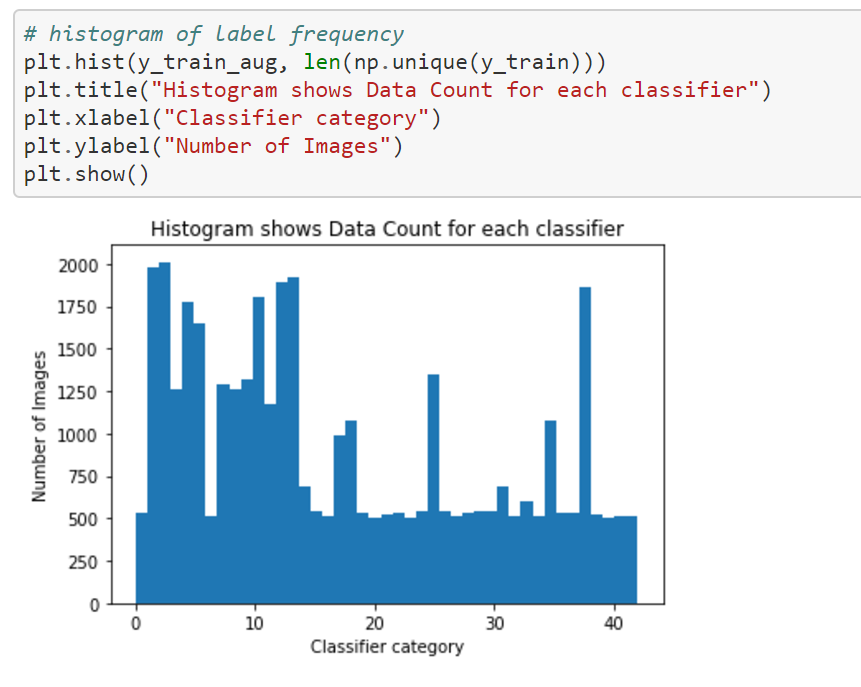 # histogram of label frequency
plt.hist(y_train_aug, len(np.unique(y_train)))
plt.title("Histogram shows Data Count for each classifier")
plt.xlabel("Classifier category")
plt.ylabel("Number of Images")
plt.show()
Histogram shows Data Count for each classifier
2000
1750
1500
1250
1000
750
500
250
0
Number of Images
0 10 20 30 40
Classifier category